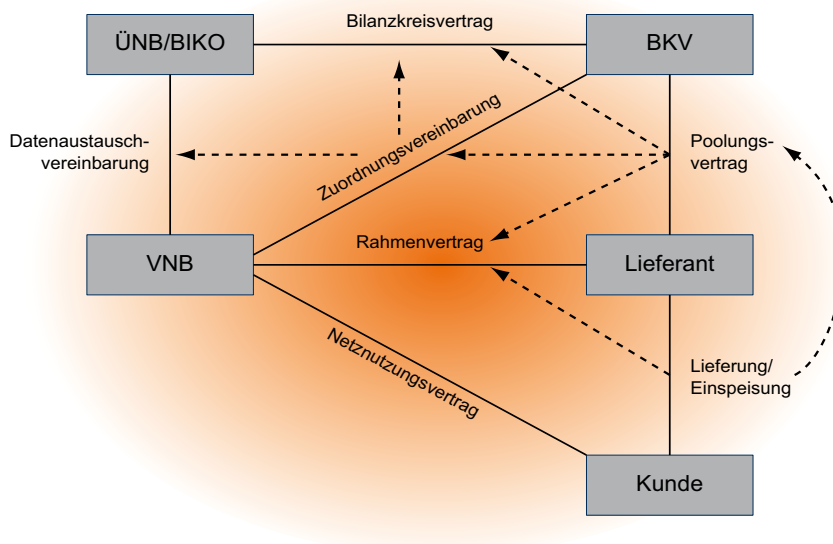 Bilanzkreisvertrag
ÜNB/BIKO
BKV
Datenaustausch-
vereinbarung
Zuordnungsvereinbarung
Poolungs-
vertrag
Rahmenvertrag
VNB
Lieferant
Netznutzungsvertrag
Lieferung/
Einspeisung
Kunde